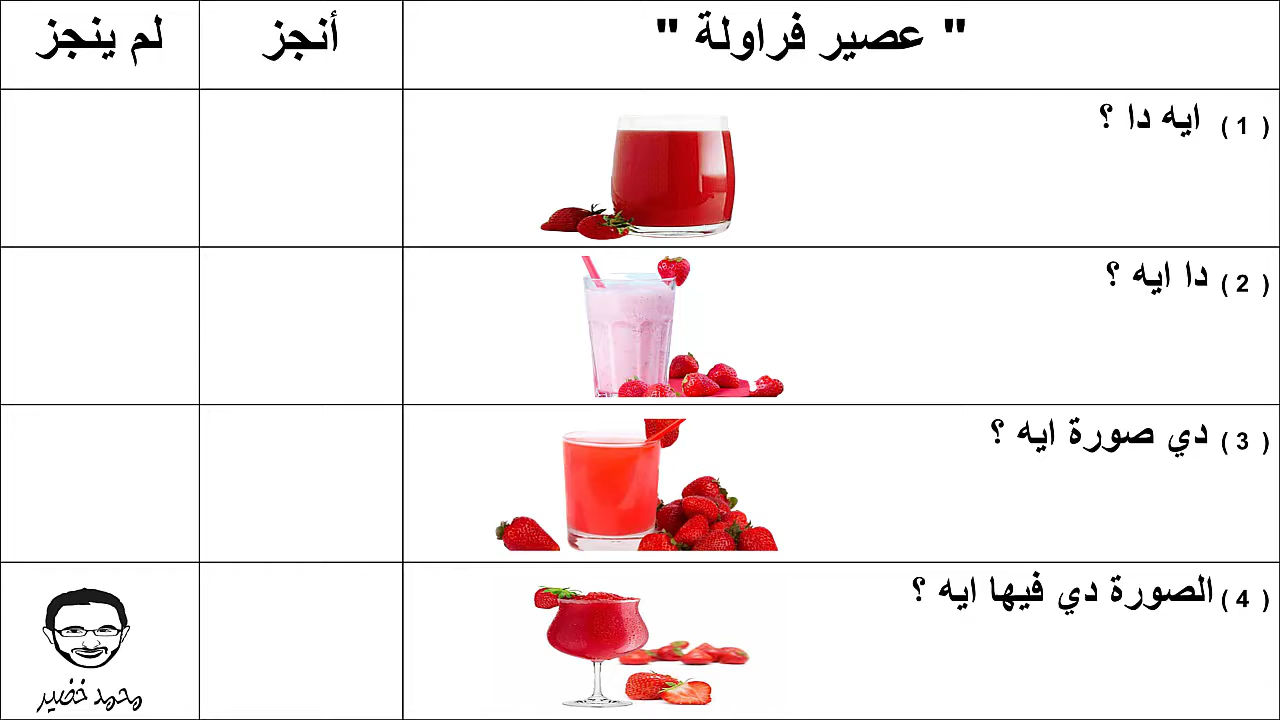 " عصير فراولة "
أنجز
لم ينجز
( 1 ) ايه دا ؟
( 2 ) دا ايه ؟
( 3 ) دي صورة ايه ؟
( 4 ) الصورة دي فيها ايه ؟
محمد خضير